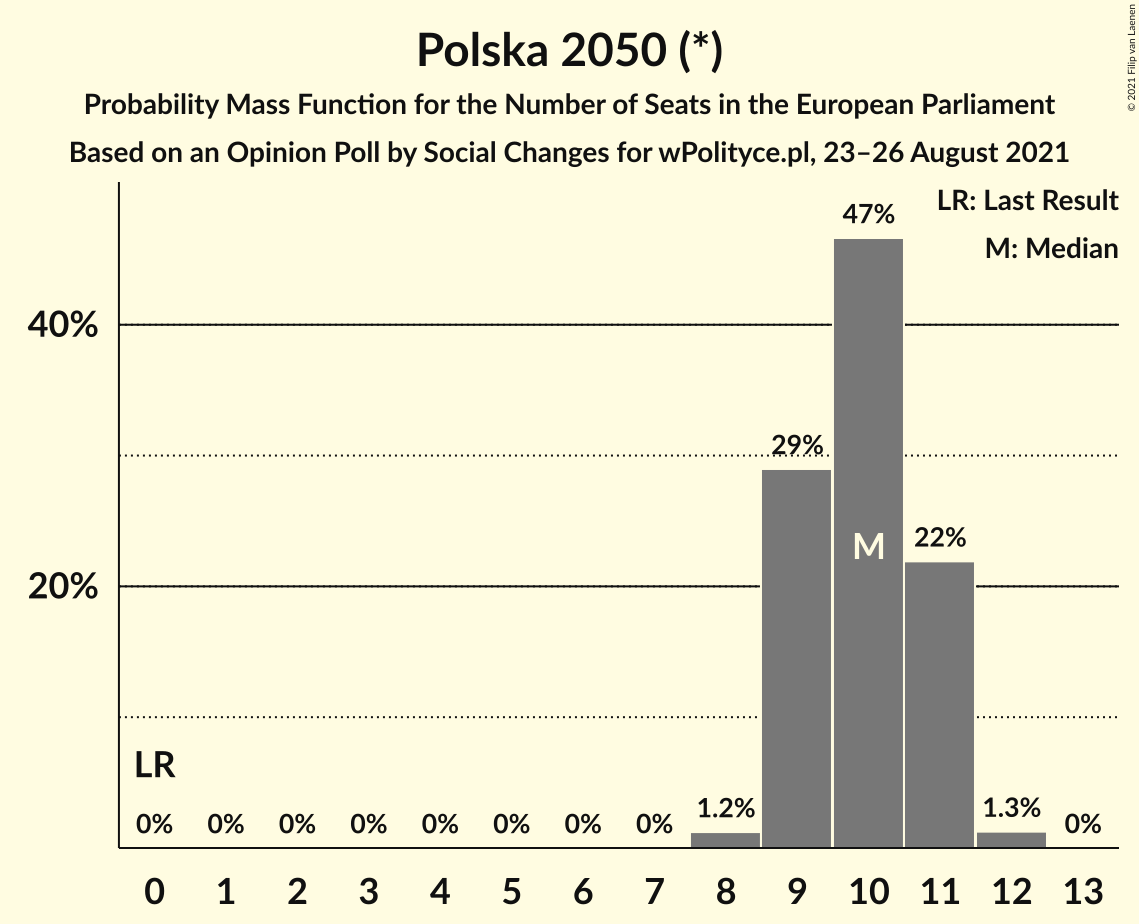 Polska 2050 (*)
Probability Mass Function for the Number of Seats in the European Parliament
Based on an Opinion Poll by Social Changes for wPolityce.pl, 23–26 August 2021
© 2021 Filip van Laenen
LR: Last Result
M: Median
40%
20%
47%
29%
22%
M
LR
0% 0% 0% 0% 0% 0% 0% 0% 1.2% 1.3% 0%
0 1 2 3 4 5 6 7 8 9 10 11 12 13